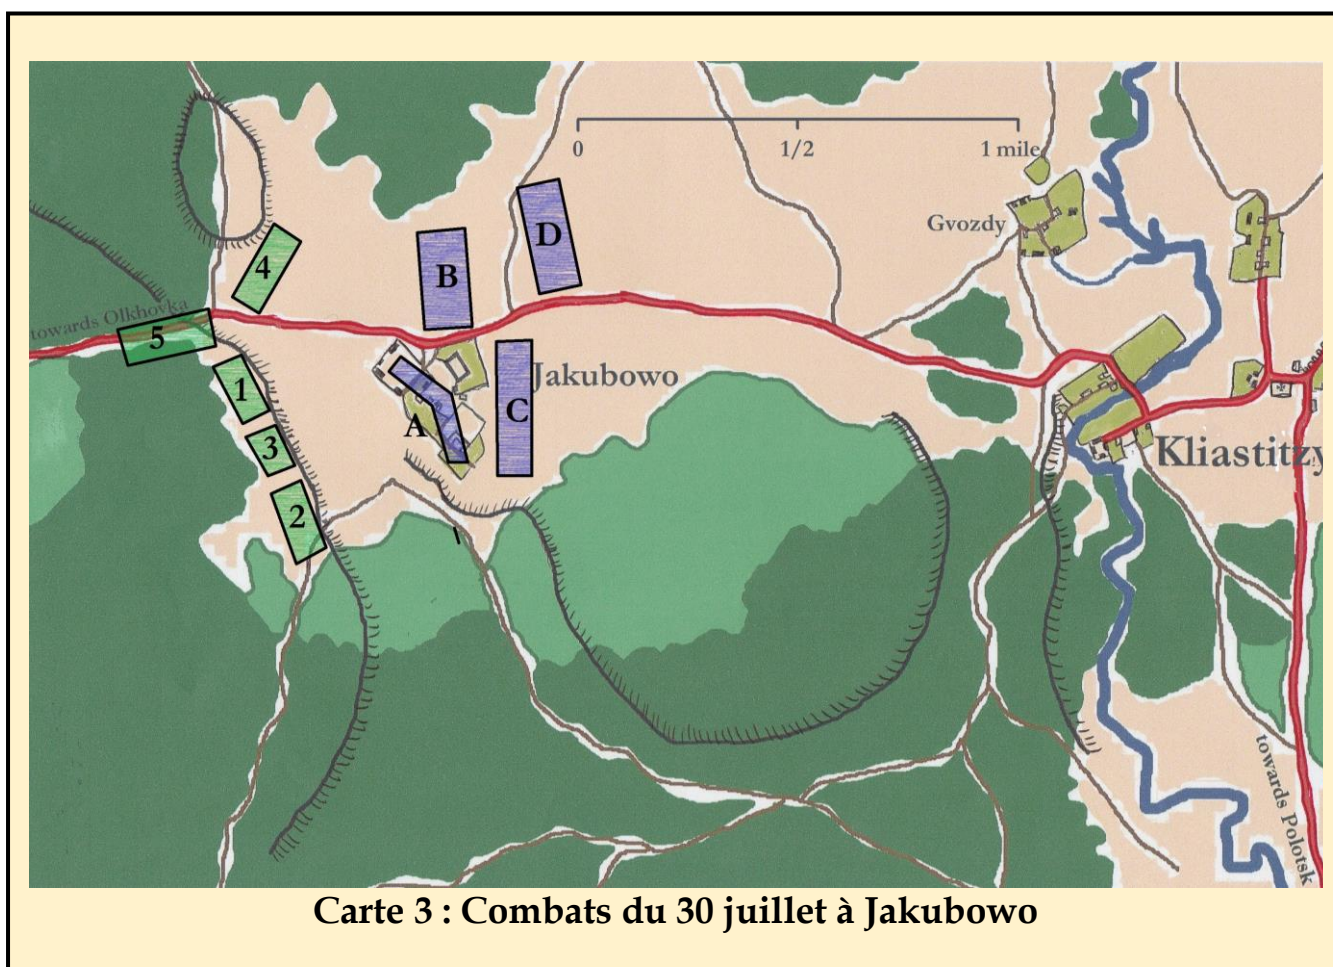 0 1/2 1 mile
Gvozdy
D
4
B
towards Olkhovka
5
1
Jakubowo
C
A
3
Kliastitzy
2
towards Polotsk
Carte 3 : Combats du 30 juillet à Jakubowo